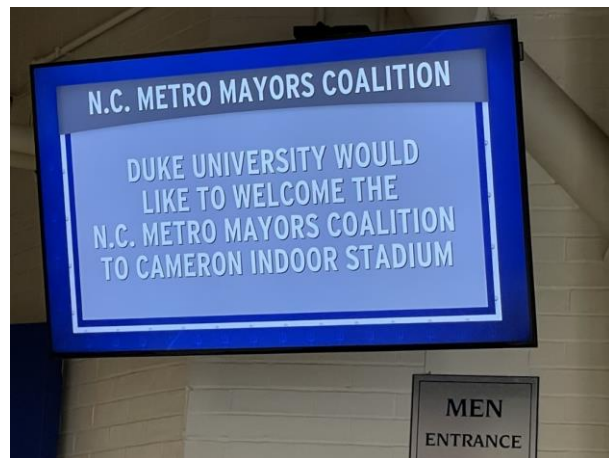 N.C. METRO MAYORS COALITION
DUKE UNIVERSITY WOULD
LIKE TO WELCOME THE
N.C. METRO MAYORS COALITION
TO CAMERON INDOOR STADIUM
MEN
ENTRANCE